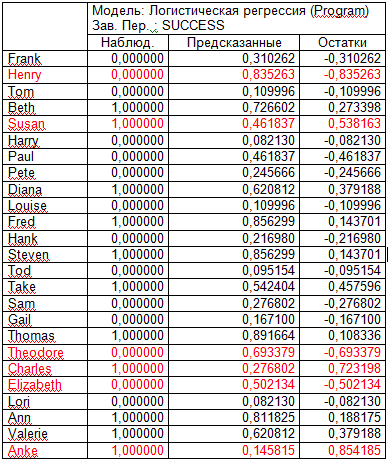 Модель: Логистическая регрессия (Program)
Зав. Пер.: SUCCESS
Наблюд. Предсказанные Остатки
Frank 0,000000 0,310262 -0,310262
Henry 0,000000 0,835263 -0,835263
Tom 0,000000 0,109996 -0,109996
Beth 1,000000 0,726602 0,273398
Susan 1,000000 0,461837 0,538163
Harry 0,000000 0,082130 -0,082130
Paul 0,000000 0,461837 -0,461837
Pete 0,000000 0,245666 -0,245666
Diana 1,000000 0,620812 0,379188
Louise 0,000000 0,109996 -0,109996
Fred 1,000000 0,856299 0,143701
Hank 0,000000 0,216980 -0,216980
Steven 1,000000 0,856299 0,143701
Tod 0,000000 0,095154 -0,095154
Take 1,000000 0,542404 0,457596
Sam 0,000000 0,276802 -0,276802
Gail 0,000000 0,167100 -0,167100
Thomas 1,000000 0,891664 0,108336
Theodore 0,000000 0,693379 -0,693379
Charles 1,000000 0,276802 0,723198
Elizabeth 0,000000 0,502134 -0,502134
Lori 0,000000 0,082130 -0,082130
Ann 1,000000 0,811825 0,188175
Valerie 1,000000 0,620812 0,379188
Anke 1,000000 0,145815 0,854185